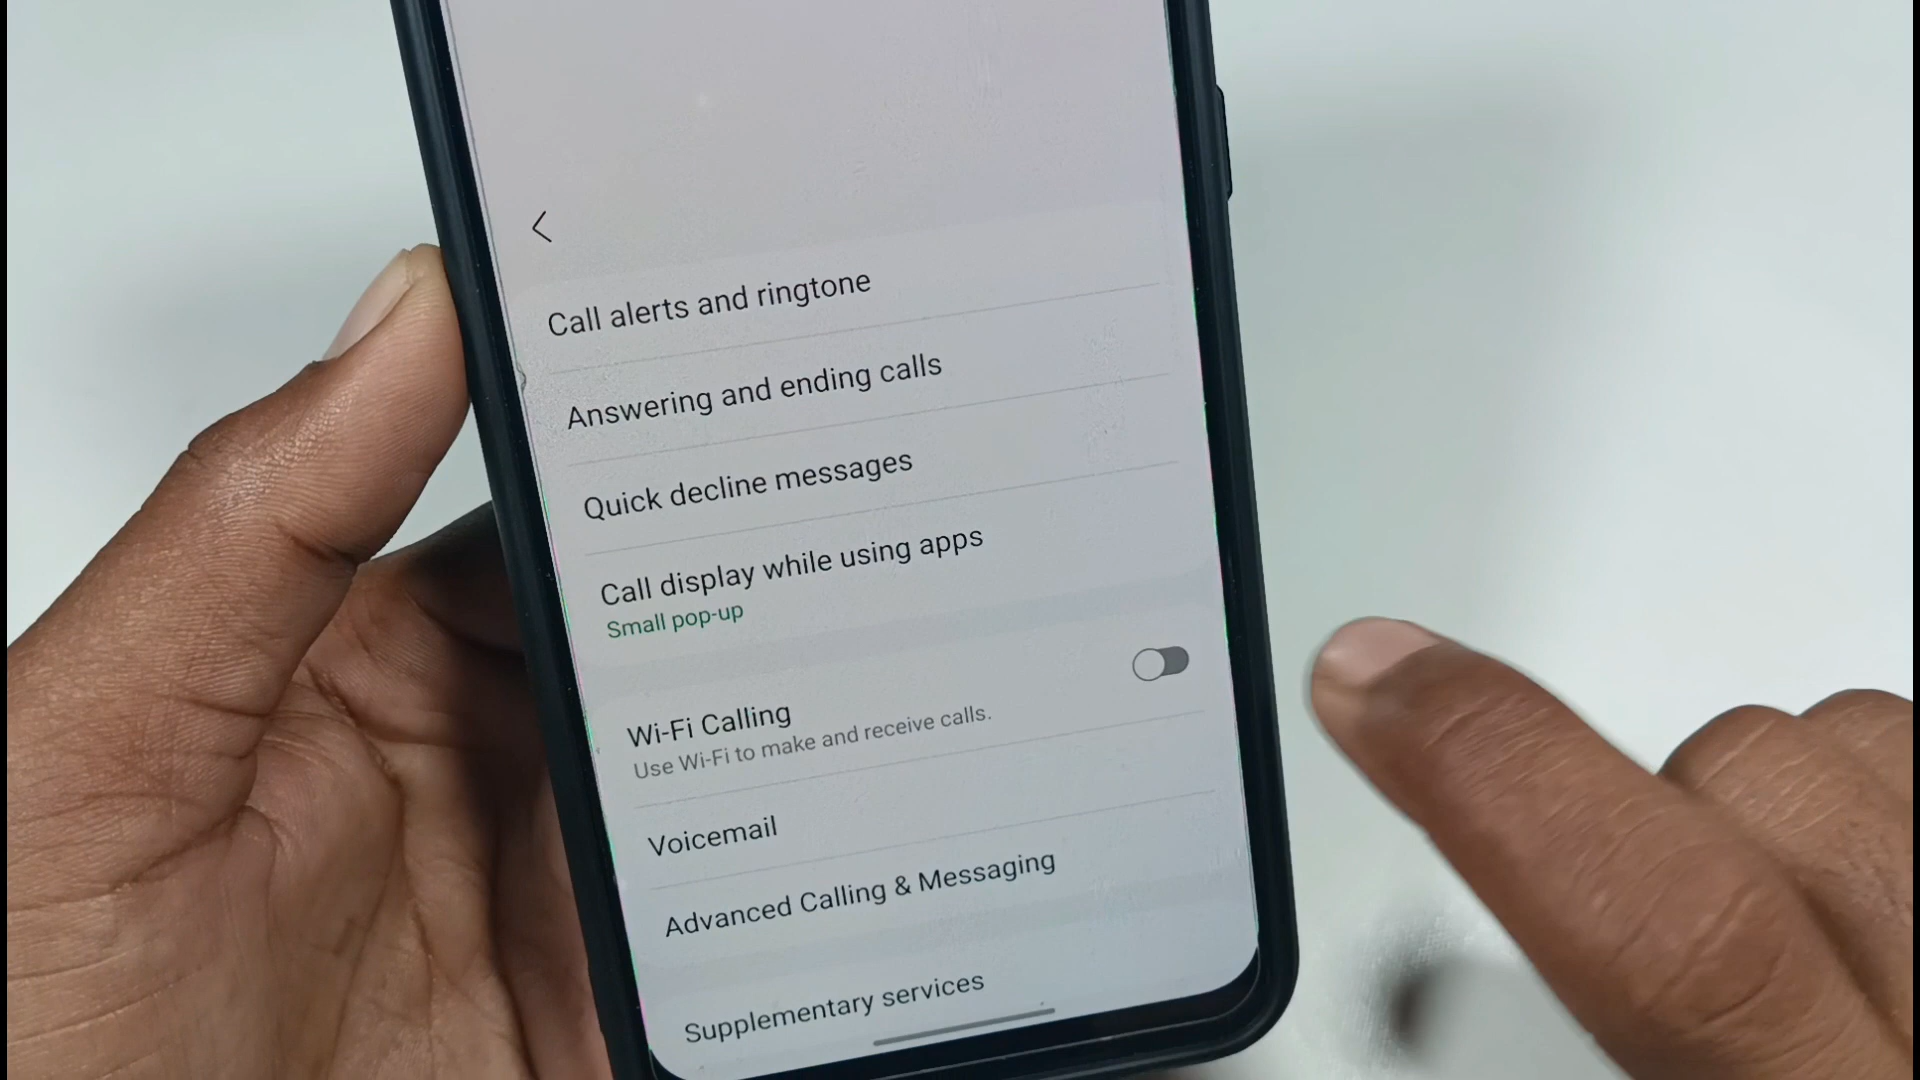 Call alerts and ringtone
Answering and ending calls
Quick decline messages
Call display while using apps
Small pop-up
Wi-Fi Calling
Use Wi-Fi to make and receive calls.
Voicemail
Advanced Calling & Messaging
Supplementary services